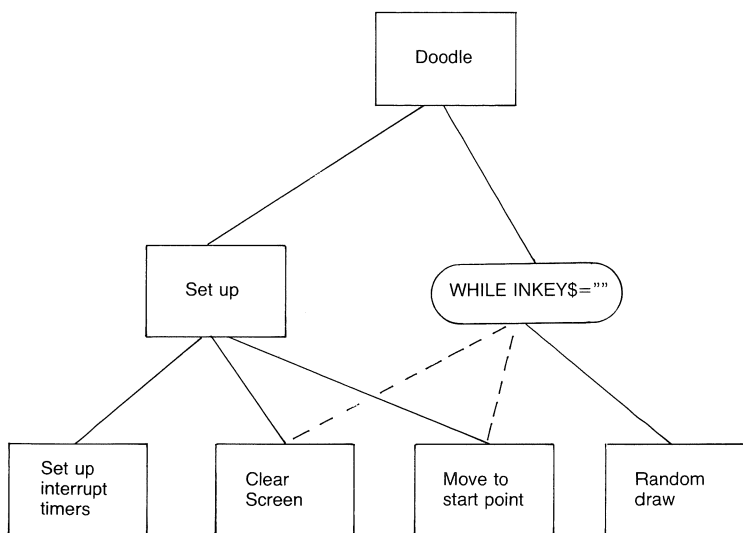 Doodle
Set up
WHILE INKEY$=""
Set up
interrupt
timers
Clear
Screen
Move to
start point
Random
draw